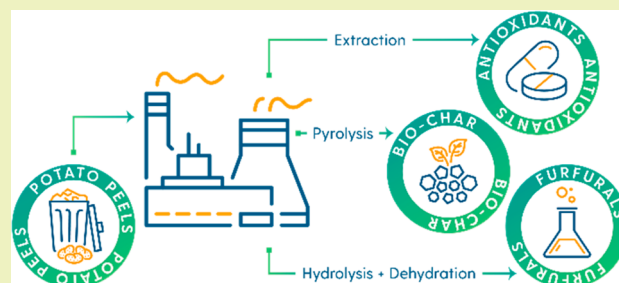 Extraction
ANTIOXIDANTS ANTIOXIDANTS
Pyrolysis
BIO-CHAR BIO-CHAR
POTATO PEELS POTATO PEELS
FURFURALS FURFURALS
Hydrolysis + Dehydration